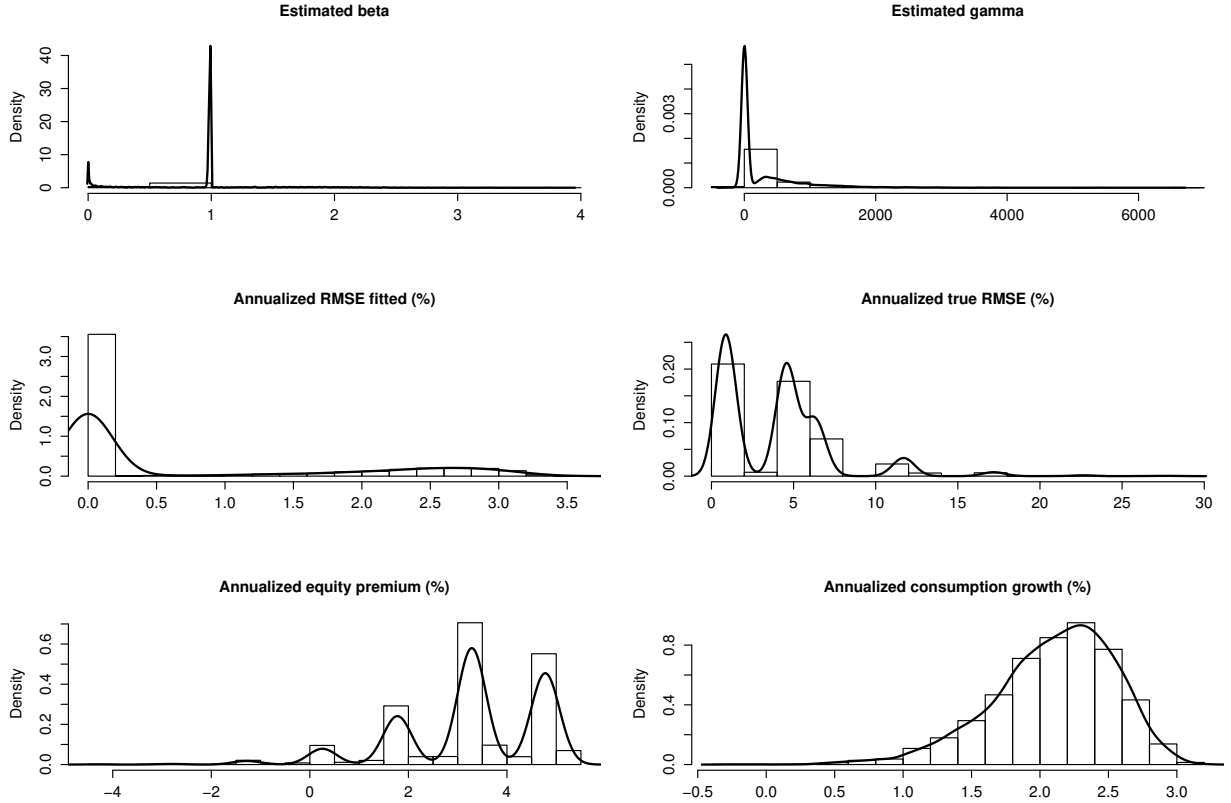 Estimated beta
Density
0 10 20 30 40
0 1 2 3 4
Estimated gamma
Density
0.000 0.003
0 2000 4000 6000
Annualized RMSE fitted (%)
Density
0.0 1.0 2.0 3.0
0.0 0.5 1.0 1.5 2.0 2.5 3.0 3.5
Annualized true RMSE (%)
Density
0.00 0.10 0.20
0 5 10 15 20 25 30
Annualized equity premium (%)
Density
0.0 0.2 0.4 0.6
−4 −2 0 2 4
Annualized consumption growth (%)
Density
0.0 0.4 0.8
−0.5 0.0 0.5 1.0 1.5 2.0 2.5 3.0